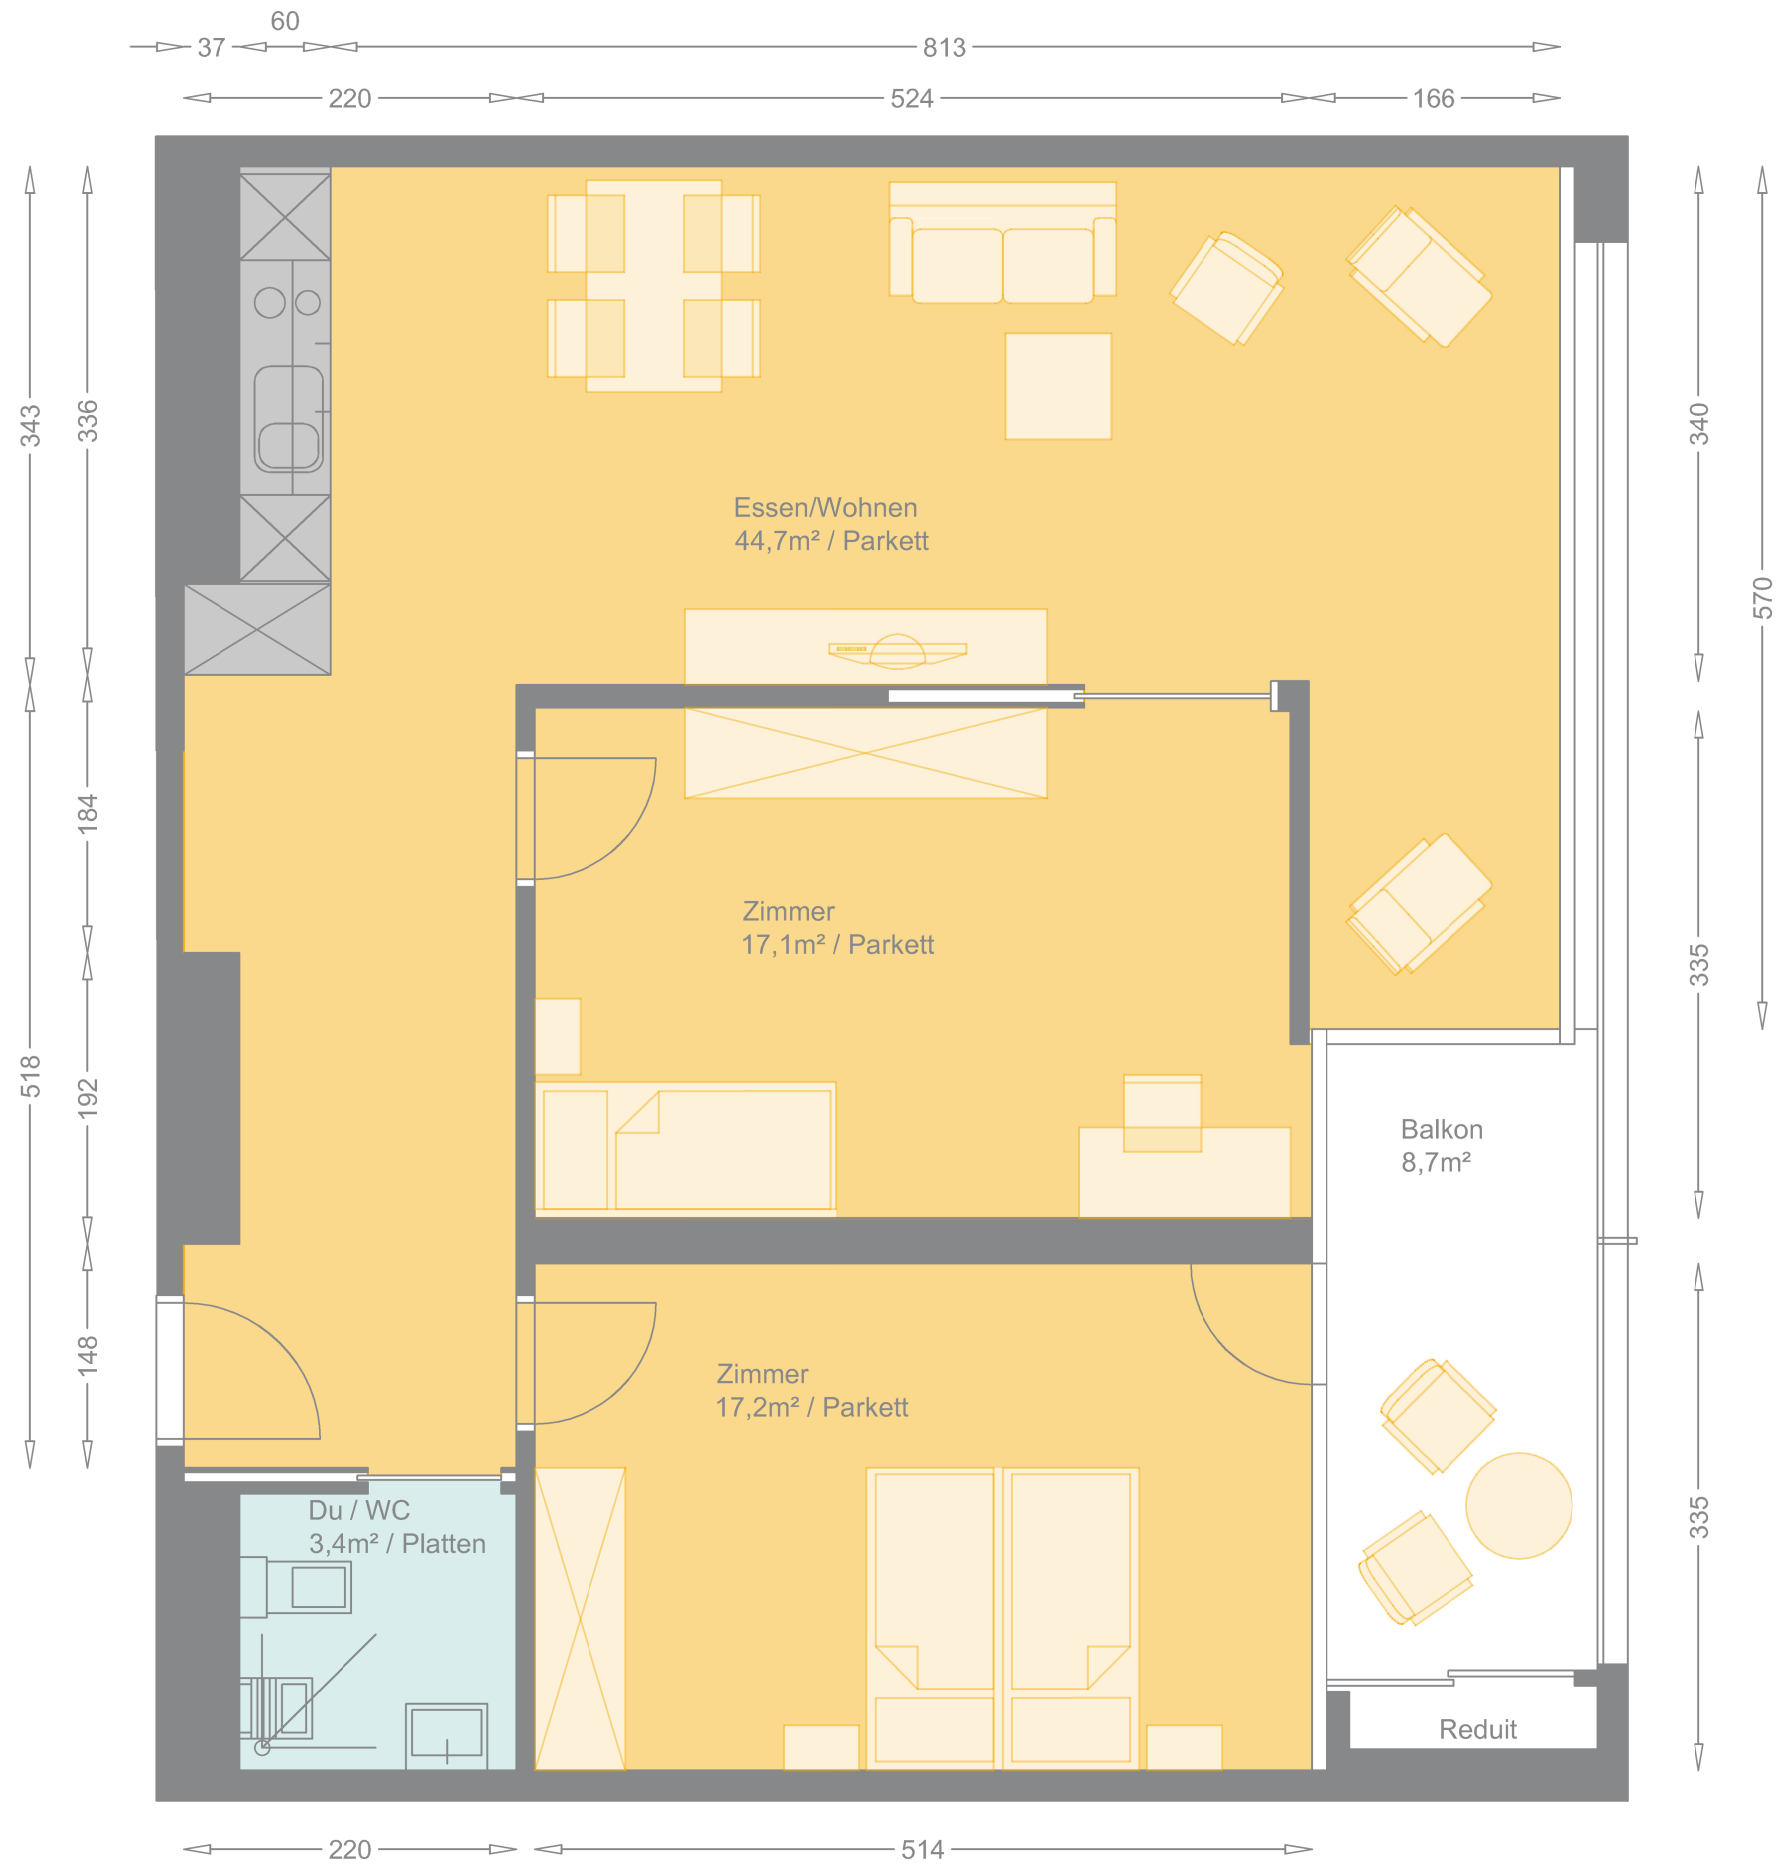 60
37
813
220
524
166
343
336
340
570
Essen/Wohnen
44,7m² / Parkett
184
Zimmer
17,1m² / Parkett
335
518
192
Balkon
8,7m²
148
Zimmer
17,2m² / Parkett
335
Du / WC
3,4m² / Platten
Reduit
220
514